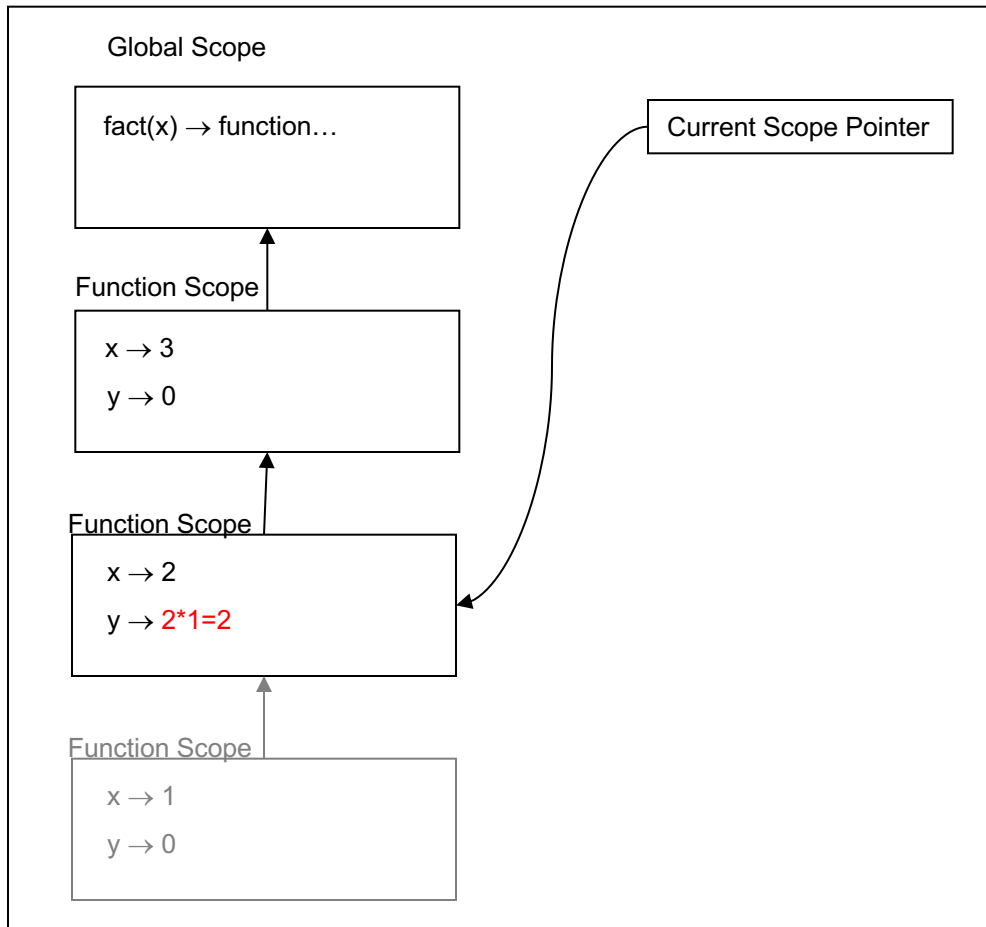 Global Scope
fact(x) → function…
Current Scope Pointer
Function Scope
x → 3
y → 0
Function Scope
x → 2
y → 2*1=2
Function Scope
x → 1
y → 0